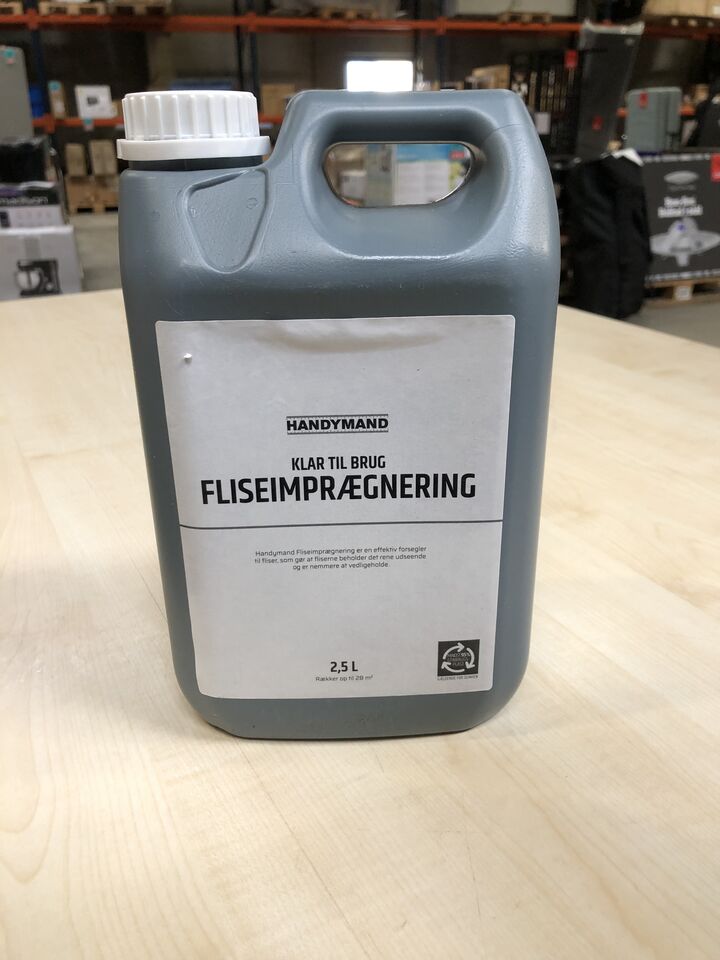 HANDYMAND
KLAR TIL BRUG
FLISEIMPRÆGNERING
Handymand Fliseimprægnering er en effektiv forsegler
til fliser, som gør at fliserne beholder det rene udseende
og er nemmere at vedligeholde.
2,5 L
Rækker op til 28 m²